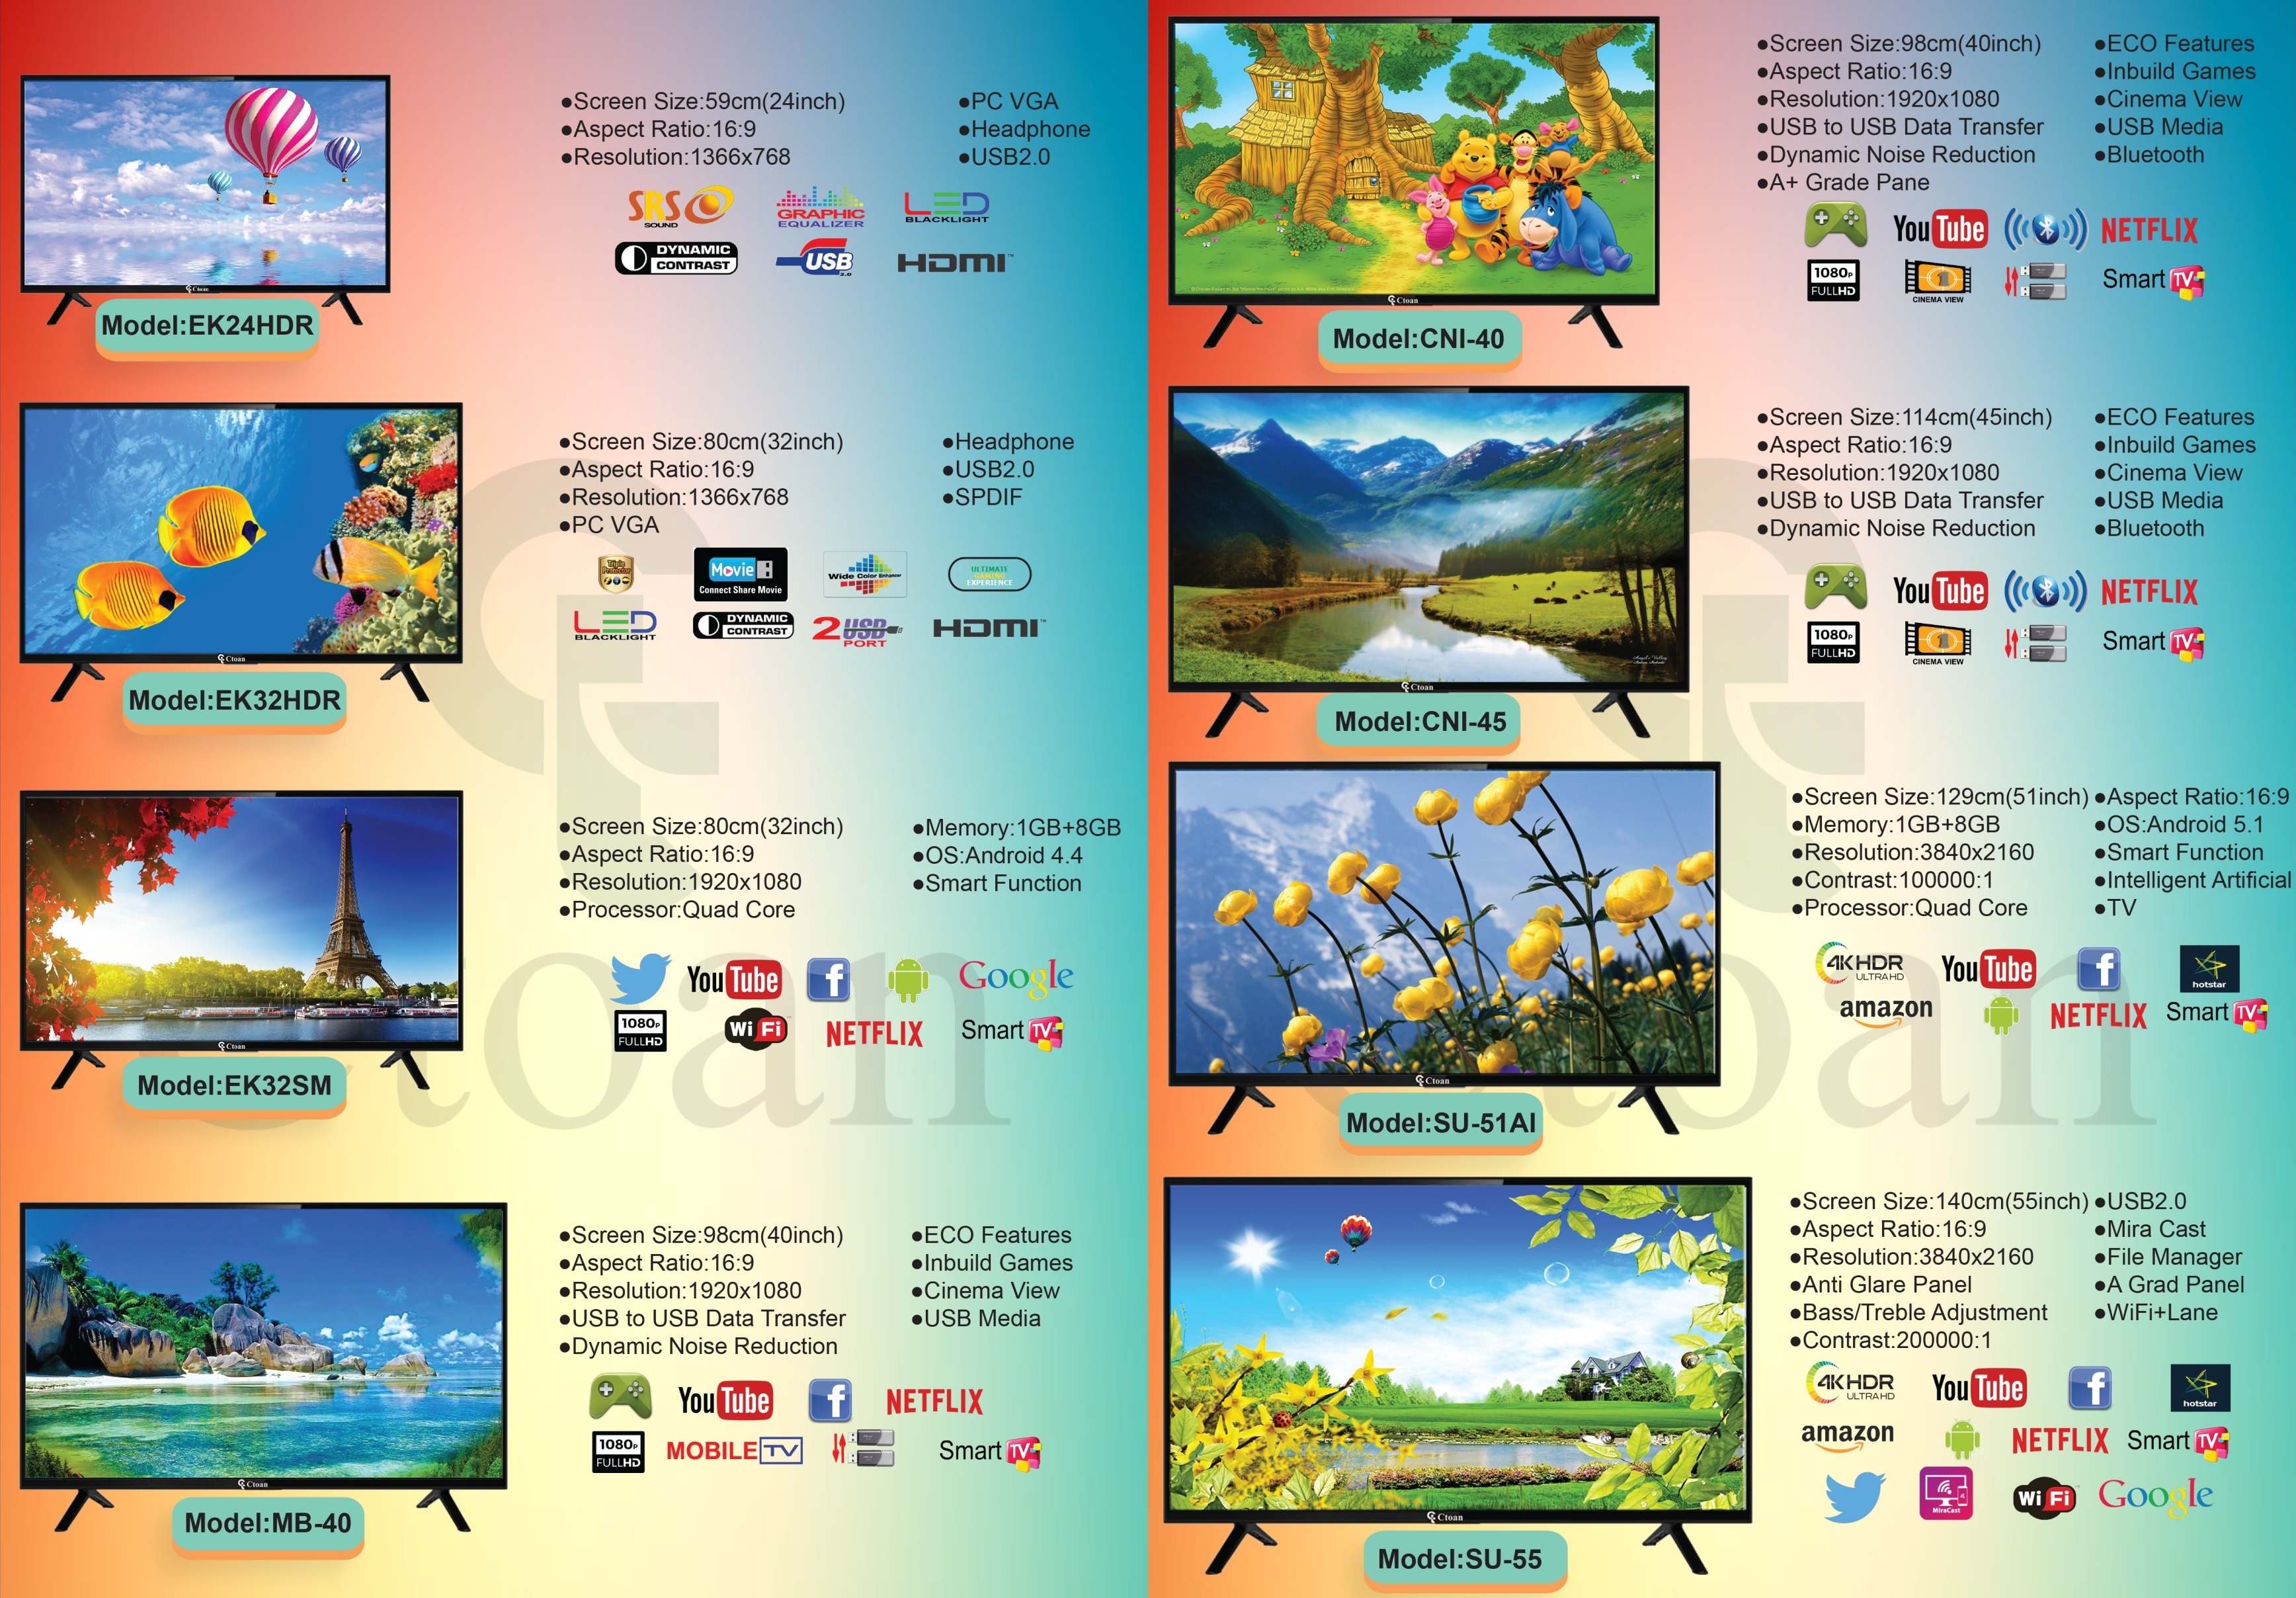 ●Screen Size:59cm(24inch)
●Aspect Ratio:16:9
●Resolution:1366x768
●PC VGA
●Headphone
●USB2.0
SRS
SOUND
GRAPHIC
EQUALIZER
LED
BLACKLIGHT
DYNAMIC
CONTRAST
USB
2.0
HDMI™
Ctoan
Model:EK24HDR
●Screen Size:80cm(32inch)
●Aspect Ratio:16:9
●Resolution:1366x768
●PC VGA
●Headphone
●USB2.0
●SPDIF
Triple
Protector
Movie
Connect Share Movie
Wide Color Enhancer
ULTIMATE
GAMING
EXPERIENCE
LED
BLACKLIGHT
DYNAMIC
CONTRAST
2 USB
PORT
HDMI™
Ctoan
Model:EK32HDR
●Screen Size:80cm(32inch)
●Aspect Ratio:16:9
●Resolution:1920x1080
●Processor:Quad Core
●Memory:1GB+8GB
●OS:Android 4.4
●Smart Function
YouTube
f
Google
1080p
FULLHD
WiFi
NETFLIX
Smart TV
Ctoan
Model:EK32SM
Ctoan
●Screen Size:98cm(40inch)
●Aspect Ratio:16:9
●Resolution:1920x1080
●USB to USB Data Transfer
●Dynamic Noise Reduction
●ECO Features
●Inbuild Games
●Cinema View
●USB Media
YouTube
f
NETFLIX
1080p
FULLHD
MOBILE TV
Smart TV
Ctoan
Model:MB-40
●Screen Size:98cm(40inch)
●Aspect Ratio:16:9
●Resolution:1920x1080
●USB to USB Data Transfer
●Dynamic Noise Reduction
●A+ Grade Pane
●ECO Features
●Inbuild Games
●Cinema View
●USB Media
●Bluetooth
YouTube
NETFLIX
1080p
FULLHD
1
CINEMA VIEW
Smart TV
Ctoan
Model:CNI-40
●Screen Size:114cm(45inch)
●Aspect Ratio:16:9
●Resolution:1920x1080
●USB to USB Data Transfer
●Dynamic Noise Reduction
●ECO Features
●Inbuild Games
●Cinema View
●USB Media
●Bluetooth
YouTube
NETFLIX
1080p
FULLHD
1
CINEMA VIEW
Smart TV
Ctoan
Model:CNI-45
●Screen Size:129cm(51inch)
●Memory:1GB+8GB
●Resolution:3840x2160
●Contrast:100000:1
●Processor:Quad Core
●Aspect Ratio:16:9
●OS:Android 5.1
●Smart Function
●Intelligent Artificial
●TV
4K HDR
ULTRA HD
YouTube
f
hotstar
amazon
NETFLIX
Smart TV
Ctoan
Model:SU-51AI
Ctoan
●Screen Size:140cm(55inch)
●Aspect Ratio:16:9
●Resolution:3840x2160
●Anti Glare Panel
●Bass/Treble Adjustment
●Contrast:200000:1
●USB2.0
●Mira Cast
●File Manager
●A Grad Panel
●WiFi+Lane
4K HDR
ULTRA HD
YouTube
f
hotstar
amazon
NETFLIX
Smart TV
MiraCast
WiFi
Google
Ctoan
Model:SU-55